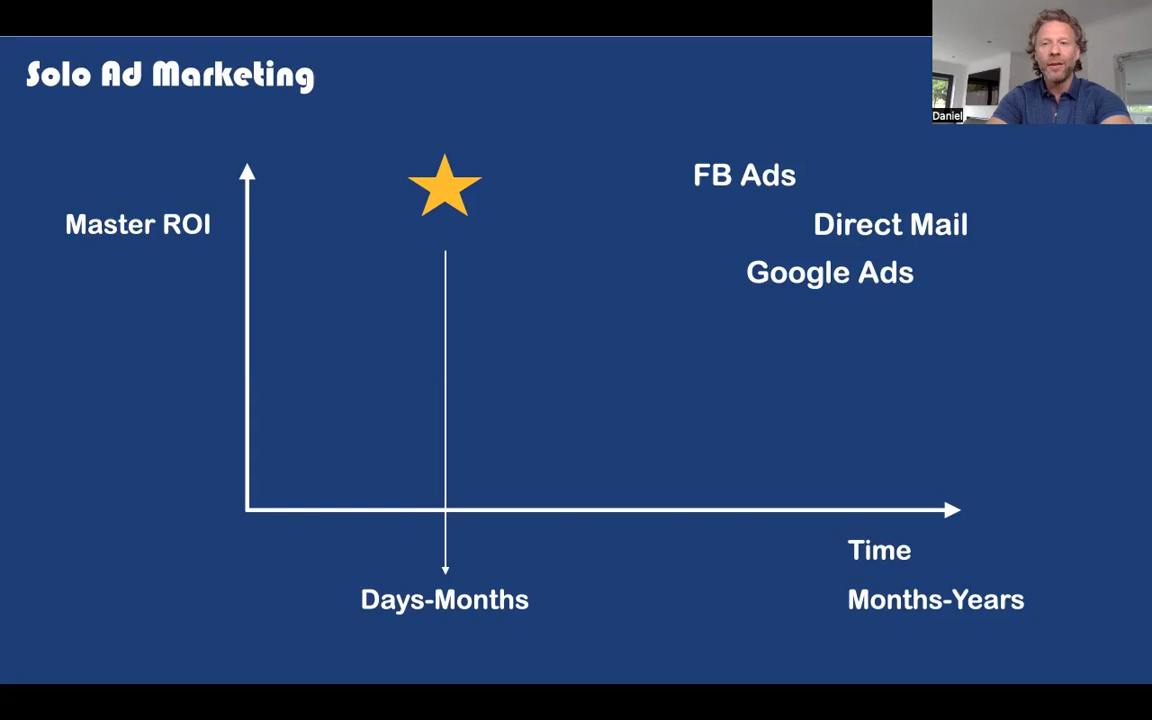 Solo Ad Marketing
Daniel
FB Ads
Master ROI
Direct Mail
Google Ads
Time
Days-Months
Months-Years